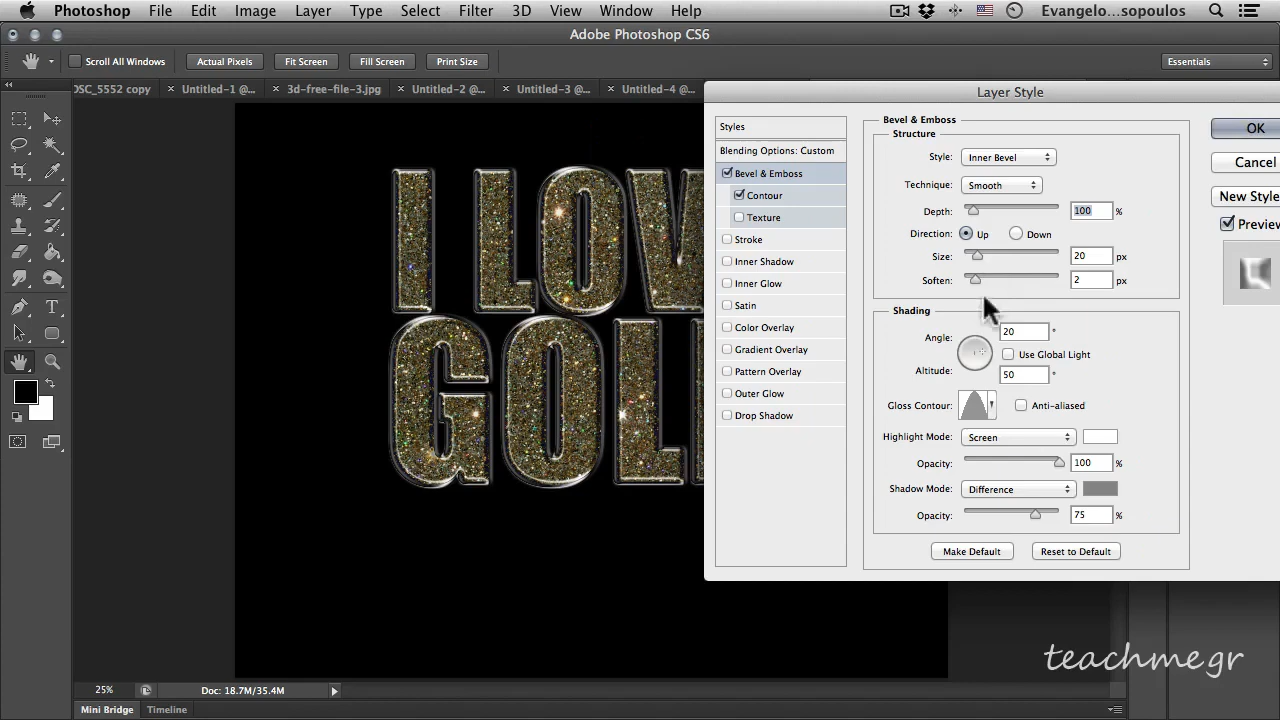 Photoshop File Edit Image Layer Type Select Filter 3D View Window Help Evangelo...sopoulos
Adobe Photoshop CS6
Scroll All Windows Actual Pixels Fit Screen Fill Screen Print Size Essentials
DSC_5552 copy × Untitled-1 @... × 3d-free-file-3.jpg × Untitled-2 @... × Untitled-3 @... × Untitled-4 @...
Layer Style
Styles
Blending Options: Custom
Bevel & Emboss
Contour
Texture
Stroke
Inner Shadow
Inner Glow
Satin
Color Overlay
Gradient Overlay
Pattern Overlay
Outer Glow
Drop Shadow
Bevel & Emboss
Structure
Style: Inner Bevel
Technique: Smooth
Depth: 100 %
Direction: Up Down
Size: 20 px
Soften: 2 px
Shading
Angle: 20 °
Use Global Light
Altitude: 50 °
Gloss Contour: Anti-aliased
Highlight Mode: Screen
Opacity: 100 %
Shadow Mode: Difference
Opacity: 75 %
Make Default Reset to Default
OK
Cancel
New Style
Preview
I LOV
GOL
teachme.gr
25% Doc: 18.7M/35.4M
Mini Bridge Timeline